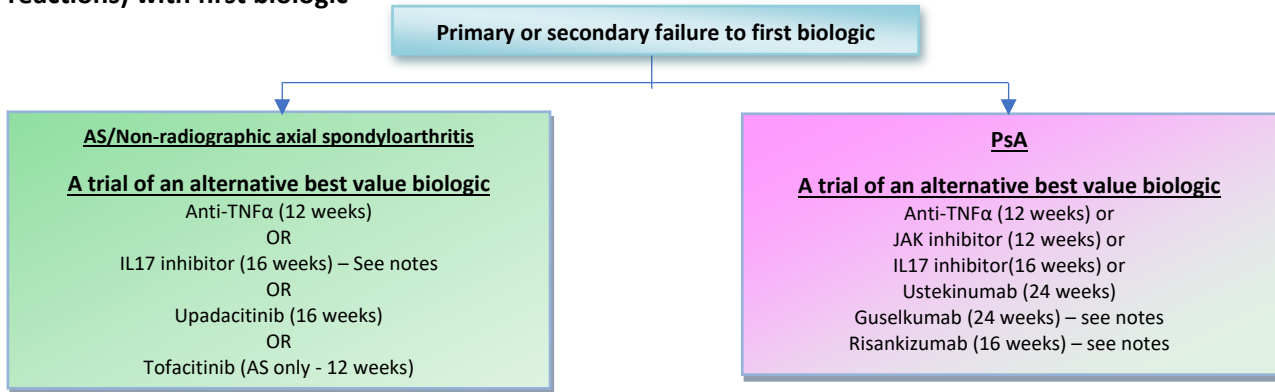 reactions) with first biologic
Primary or secondary failure to first biologic
AS/Non-radiographic axial spondyloarthritis
A trial of an alternative best value biologic
Anti-TNFα (12 weeks)
OR
IL17 inhibitor (16 weeks) – See notes
OR
Upadacitinib (16 weeks)
OR
Tofacitinib (AS only - 12 weeks)
PsA
A trial of an alternative best value biologic
Anti-TNFα (12 weeks) or
JAK inhibitor (12 weeks) or
IL17 inhibitor(16 weeks) or
Ustekinumab (24 weeks)
Guselkumab (24 weeks) – see notes
Risankizumab (16 weeks) – see notes